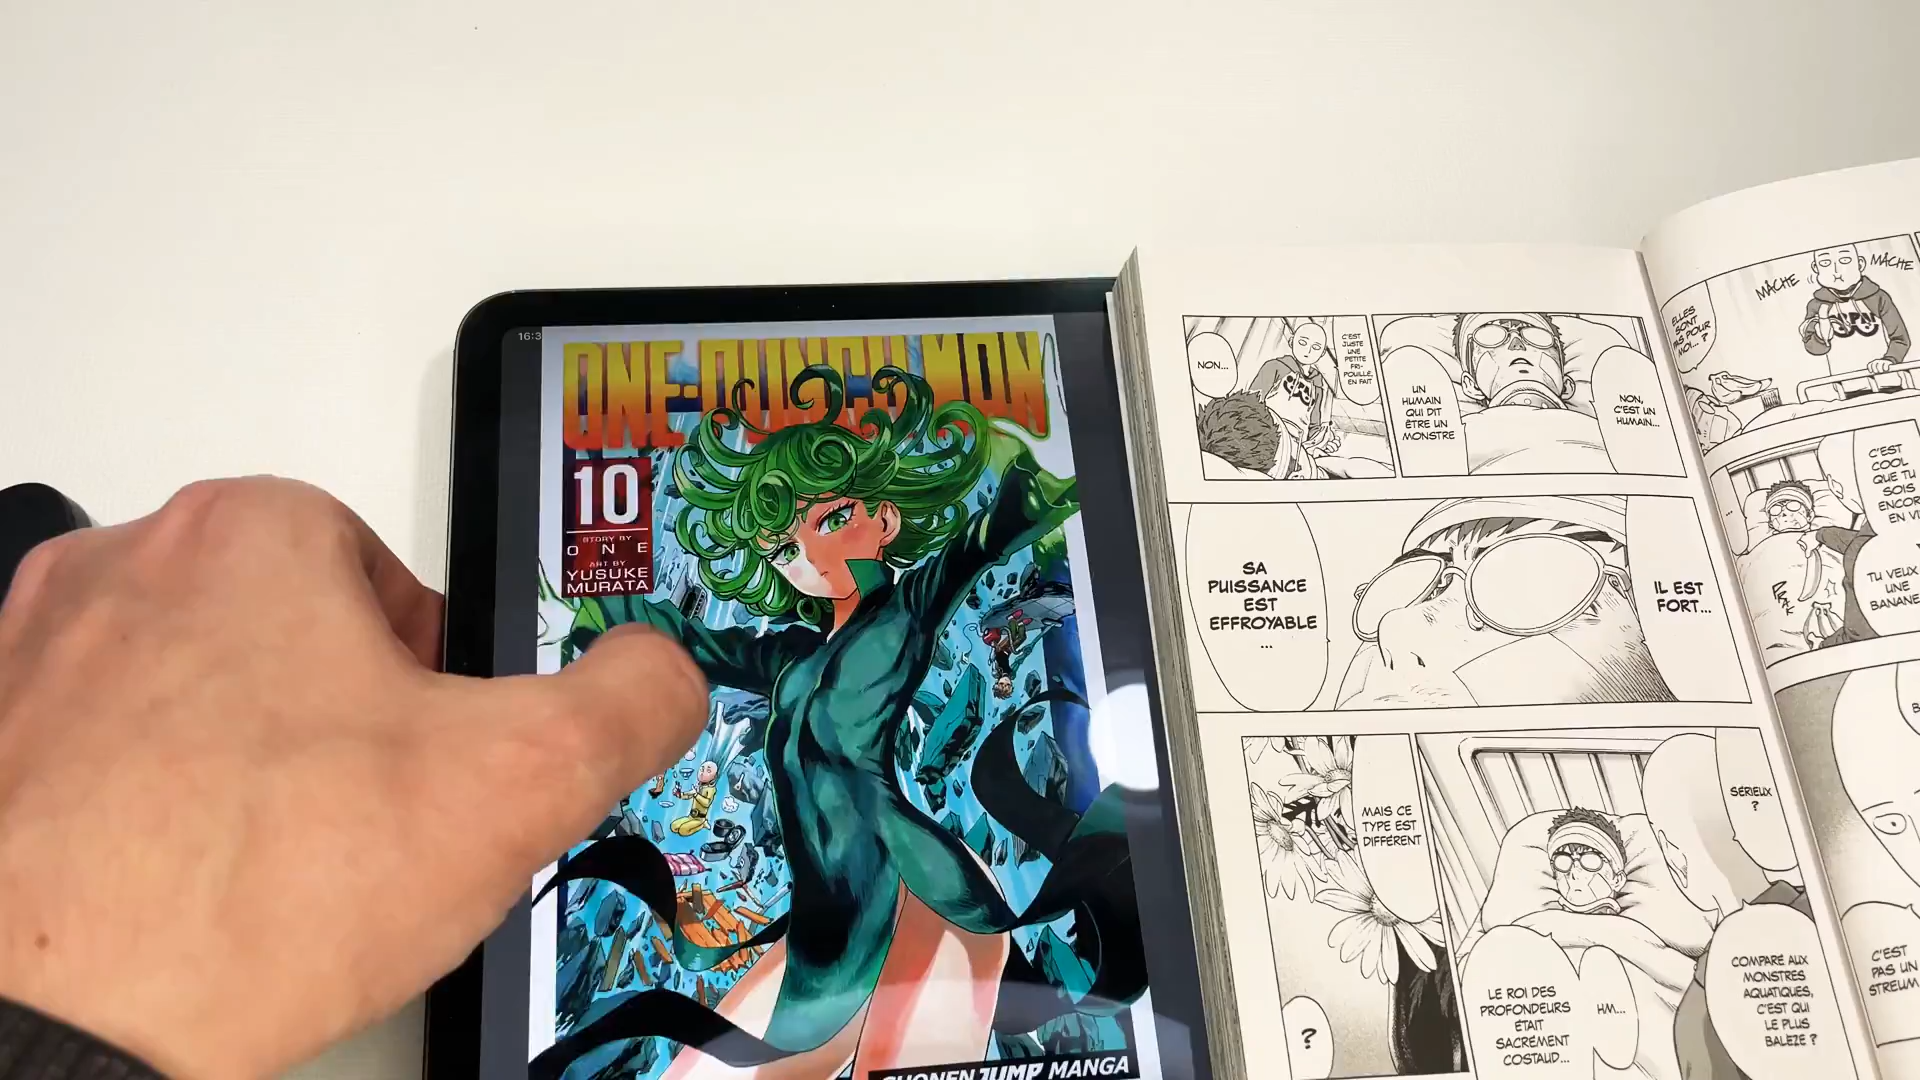 16:3
ONE-PUNCH MAN
10
STORY BY
ONE
ART BY
YUSUKE
MURATA
SHONEN JUMP MANGA
NON...
C'EST
JUSTE
UNE
PETITE
FRI-
POUILLE,
EN FAIT
UN
HUMAIN
QUI DIT
ÊTRE UN
MONSTRE
NON,
C'EST UN
HUMAIN...
SA
PUISSANCE
EST
EFFROYABLE
...
IL EST
FORT...
MAIS CE
TYPE EST
DIFFÉRENT
?
SÉRIEUX
?
LE ROI DES
PROFONDEURS
ÉTAIT
SACRÉMENT
COSTAUD...
HM...
COMPARÉ AUX
MONSTRES
AQUATIQUES,
C'EST QUI
LE PLUS
BALÈZE ?
ELLES
SONT
PAS POUR
MOI... ?
MÂCHE
MÂCHE
...
C'EST
COOL
QUE TU
SOIS
ENCOR
EN VI
TU VEUX
UNE
BANANE
C'EST
PAS UN
STREUM